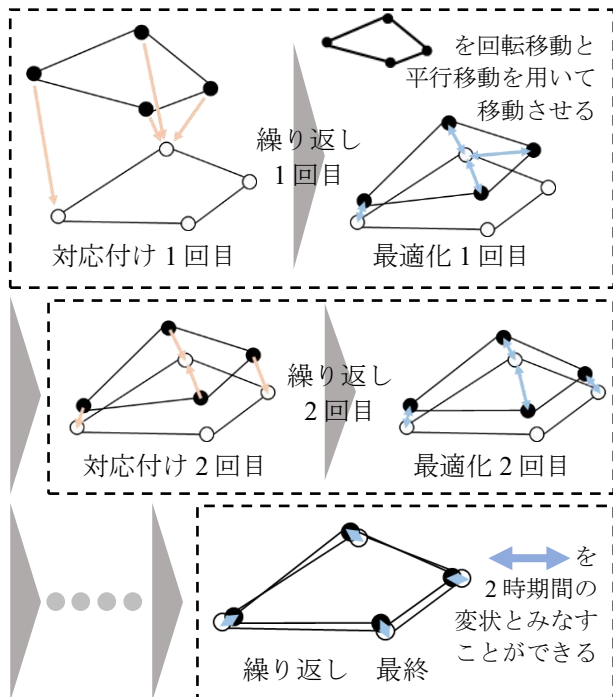 を回転移動と
平行移動を用いて
移動させる
繰り返し
1回目
対応付け 1 回目
最適化 1 回目
繰り返し
2回目
対応付け 2 回目
最適化 2 回目
を
2 時期間の
変状とみなす
ことができる
繰り返し 最終